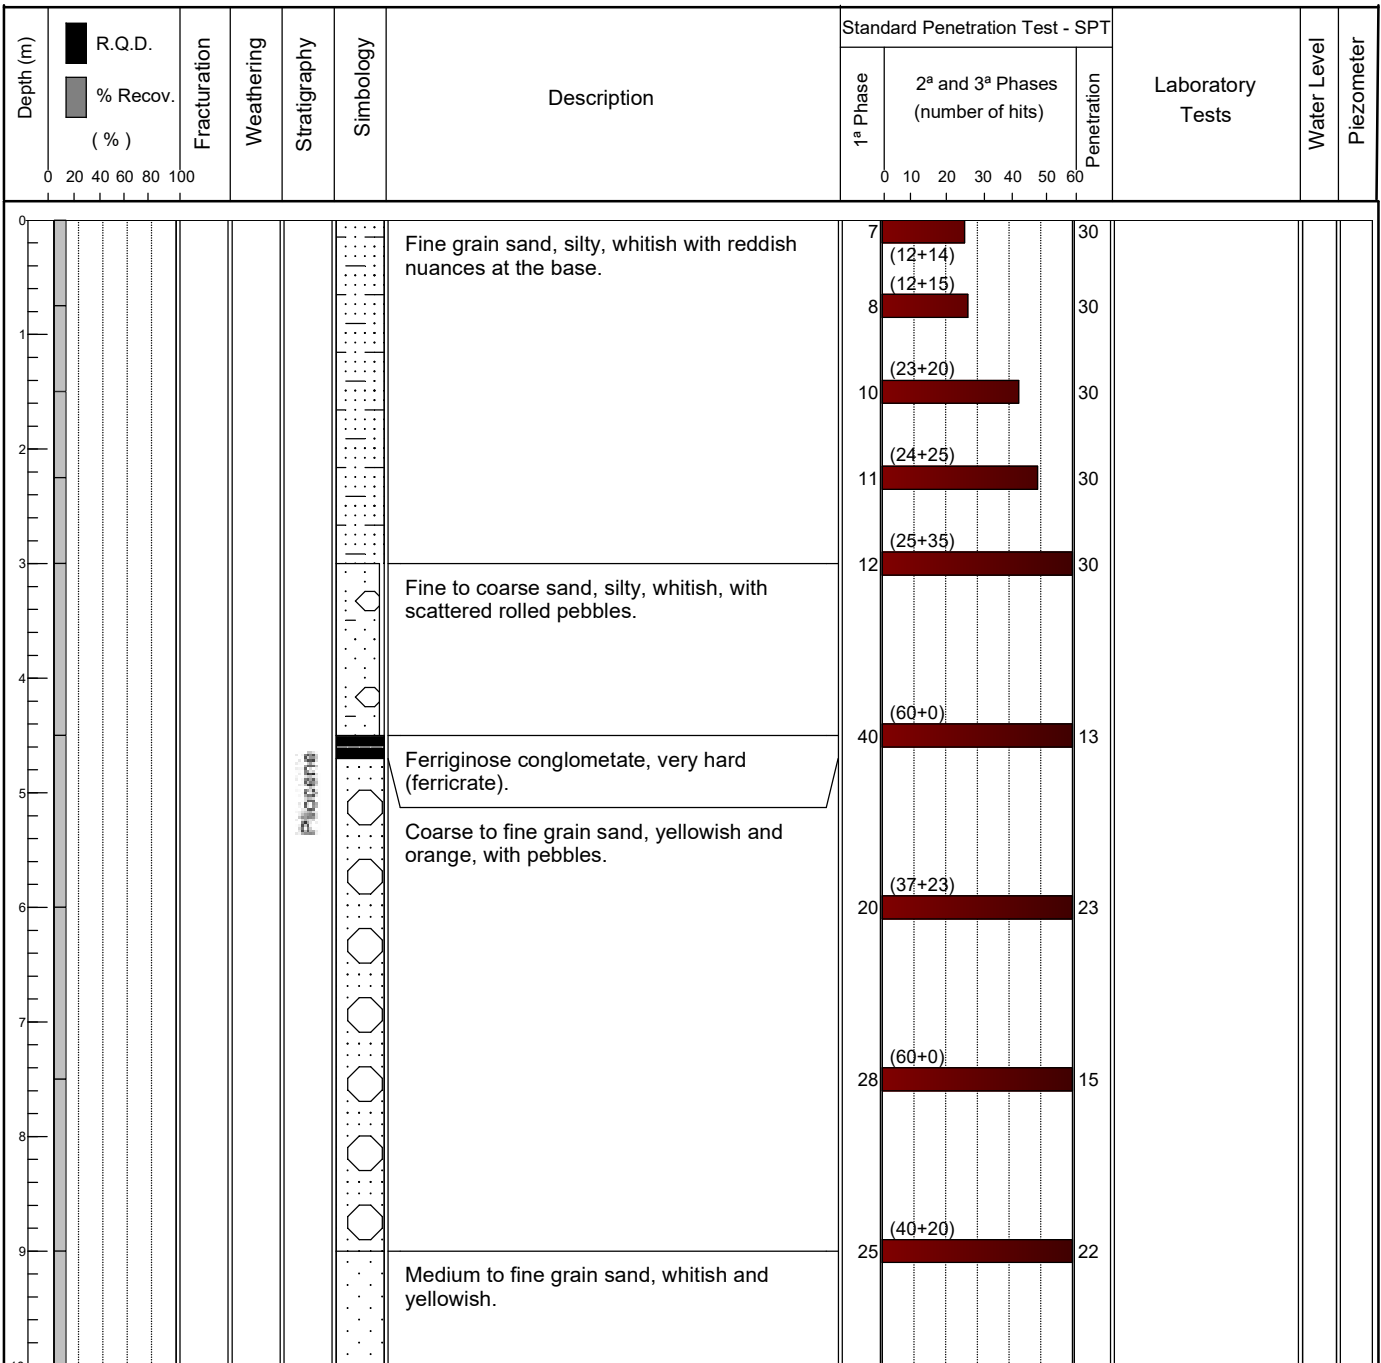 Depth (m)
R.Q.D.
% Recov.
( % )
0 20 40 60 80 100
Fracturation
Weathering
Stratigraphy
Simbology
Description
Standard Penetration Test - SPT
1ª Phase
2ª and 3ª Phases
(number of hits)
0 10 20 30 40 50 60
Penetration
Laboratory
Tests
Water Level
Piezometer
0
Fine grain sand, silty, whitish with reddish
nuances at the base.
7
(12+14)
30
(12+15)
8
30
1
(23+20)
10
30
2
(24+25)
11
30
(25+35)
12
30
3
Fine to coarse sand, silty, whitish, with
scattered rolled pebbles.
4
(60+0)
40
13
Ferriginose conglometate, very hard
(ferricrate).
Pliocene
5
Coarse to fine grain sand, yellowish and
orange, with pebbles.
(37+23)
20
23
6
7
(60+0)
28
15
8
(40+20)
25
22
9
Medium to fine grain sand, whitish and
yellowish.